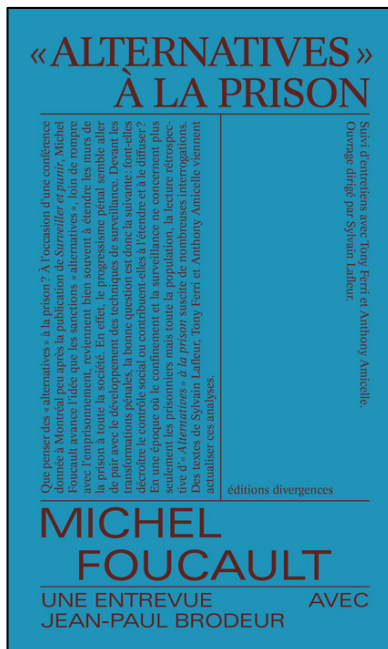 « ALTERNATIVES »
À LA PRISON
Que penser des « alternatives » à la prison ? À l'occasion d'une conférence
donnée à Montréal peu après la publication de Surveiller et punir, Michel
Foucault avance l'idée que les sanctions « alternatives », loin de rompre
avec l'emprisonnement, reviennent bien souvent à étendre les murs de
la prison à toute la société. En effet, le progressisme pénal semble aller
de pair avec le développement des techniques de surveillance. Devant les
transformations pénales, la bonne question est donc la suivante : font-elles
décroître le contrôle social ou contribuent-elles à l'étendre et à le diffuser ?
En une époque où le confinement et la surveillance ne concernent plus
seulement les prisonniers mais toute la population, la lecture rétrospec-
tive d'« Alternatives » à la prison suscite de nombreuses interrogations.
Des textes de Sylvain Lafleur, Tony Ferri et Anthony Amicelle viennent
actualiser ces analyses.
Suivi d'entretiens avec Tony Ferri et Anthony Amicelle.
Ouvrage dirigé par Sylvain Lafleur.
éditions divergences
MICHEL
FOUCAULT
UNE ENTREVUE AVEC
JEAN-PAUL BRODEUR